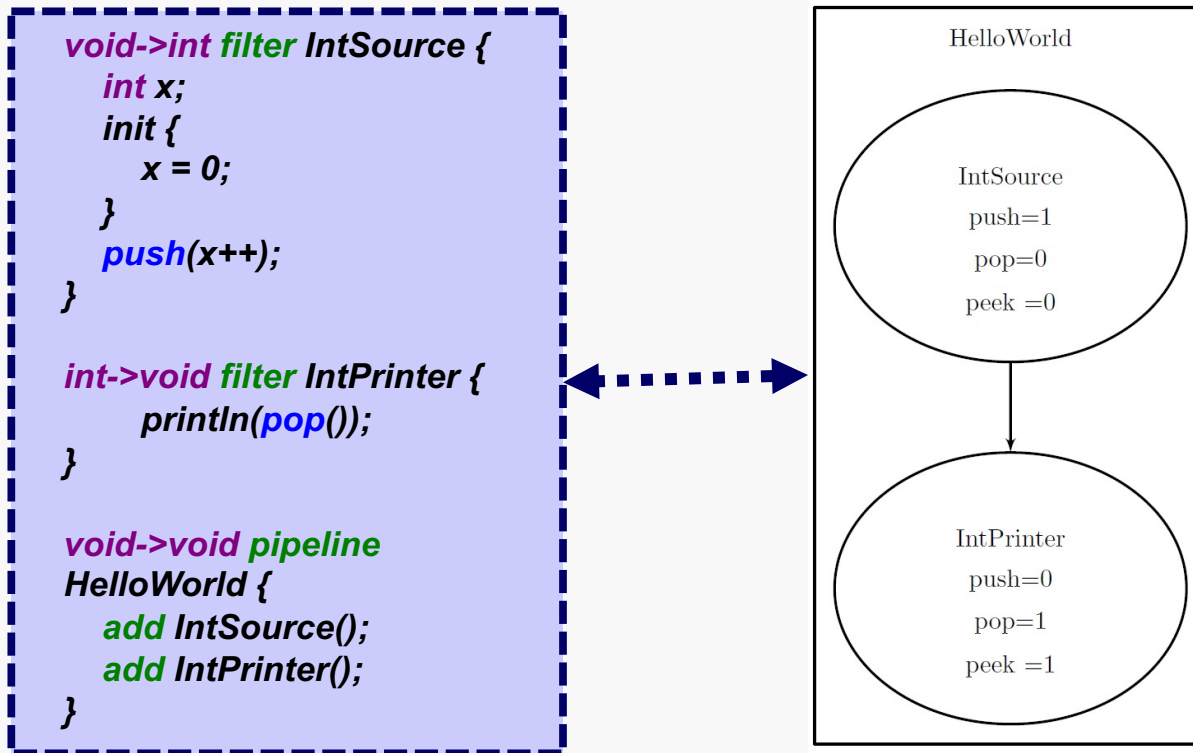 void->int filter IntSource {
int x;
init {
x = 0;
}
push(x++);
}
int->void filter IntPrinter {
println(pop());
}
void->void pipeline
HelloWorld {
add IntSource();
add IntPrinter();
}
HelloWorld
IntSource
push=1
pop=0
peek =0
IntPrinter
push=0
pop=1
peek =1